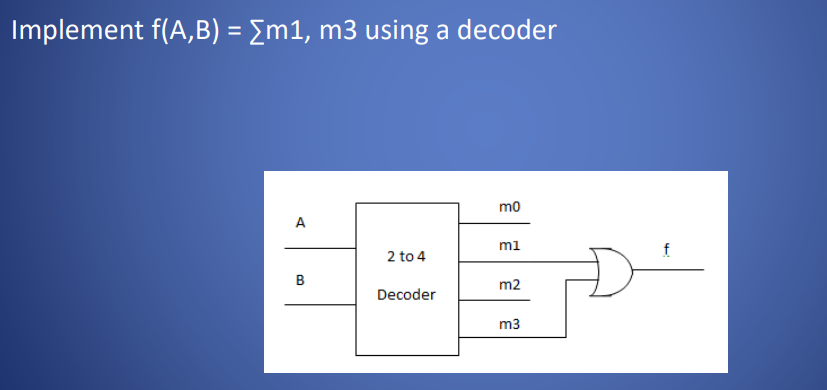 Implement f(A,B) = ∑m1, m3 using a decoder
m0
A
m1
f
2 to 4
B
m2
Decoder
m3